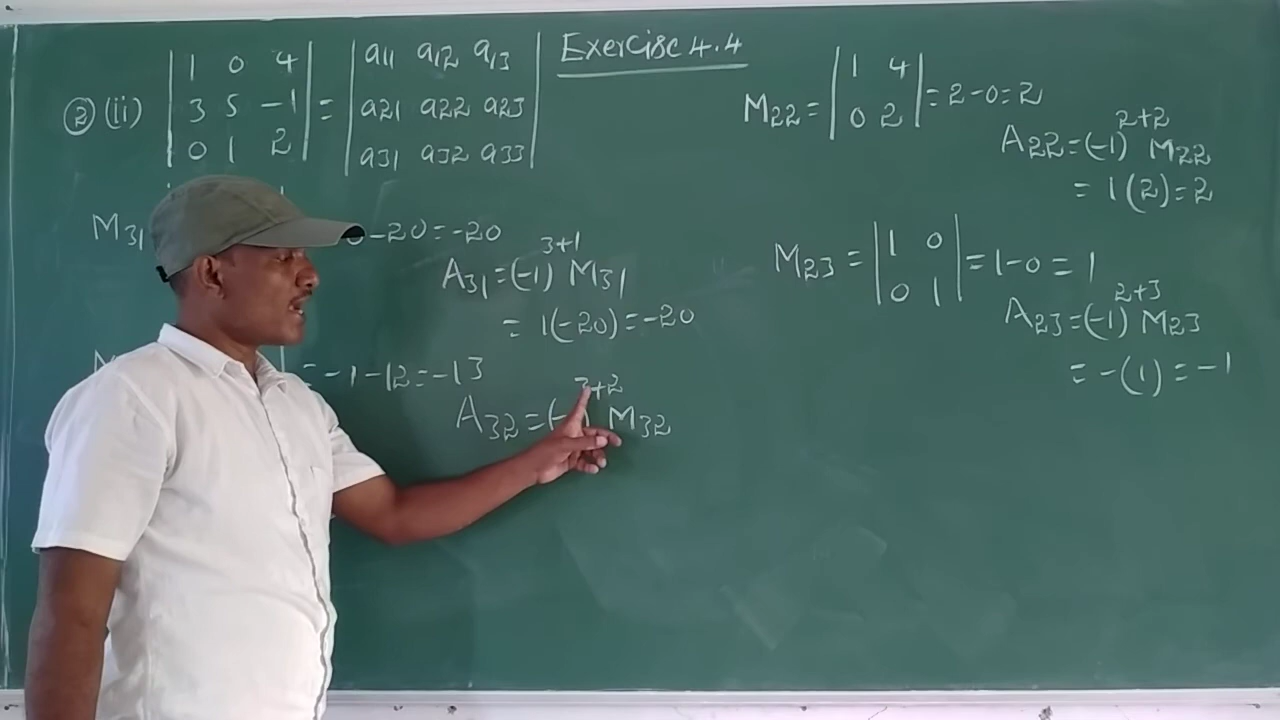 Exercise 4.4
② (ii) | 1 0 4 | = | a11 a12 a13 |
| 3 5 -1 | | a21 a22 a23 |
| 0 1 2 | | a31 a32 a33 |
M31 0-20=-20
A31=(-1)^3+1 M31
= 1(-20)=-20
=-1-12=-13
A32=(-1)^3+2 M32
M22= | 1 4 | =2-0=2
| 0 2 |
A22=(-1)^2+2 M22
= 1(2)=2
M23= | 1 0 | =1-0=1
| 0 1 |
A23=(-1)^2+3 M23
= -(1)=-1